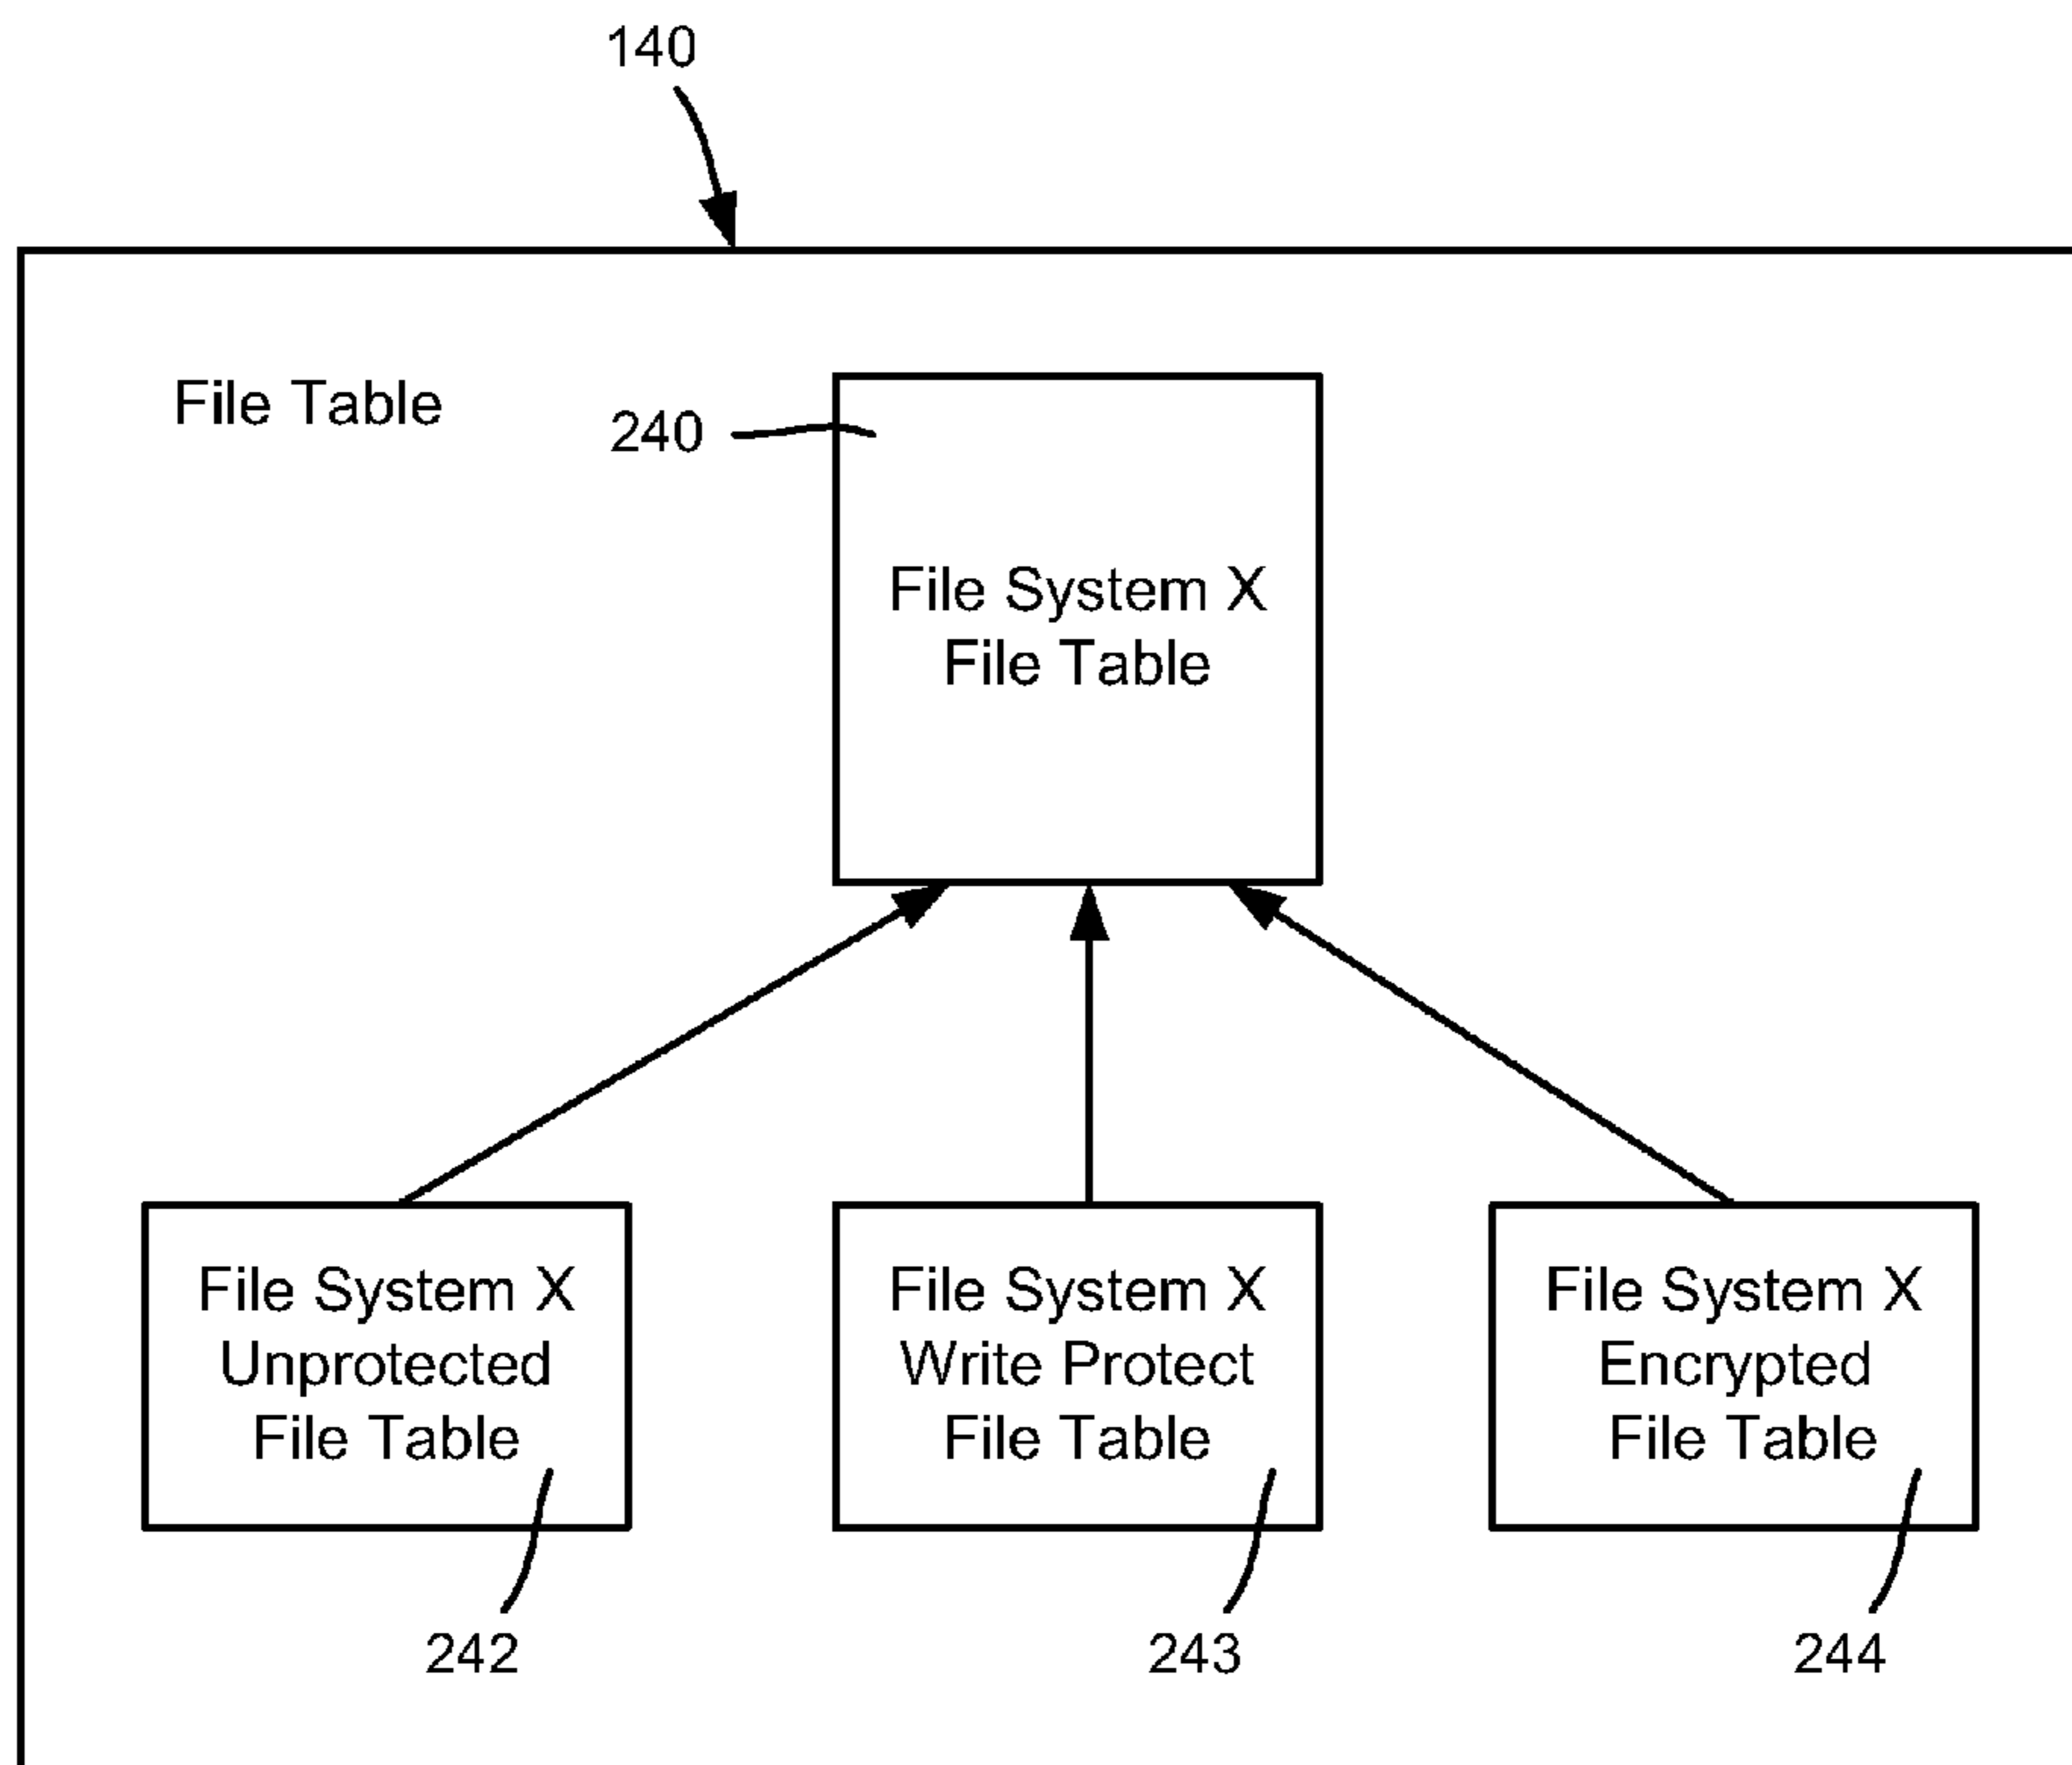 140
File Table
240
File System X
File Table
File System X
Unprotected
File Table
File System X
Write Protect
File Table
File System X
Encrypted
File Table
242
243
244